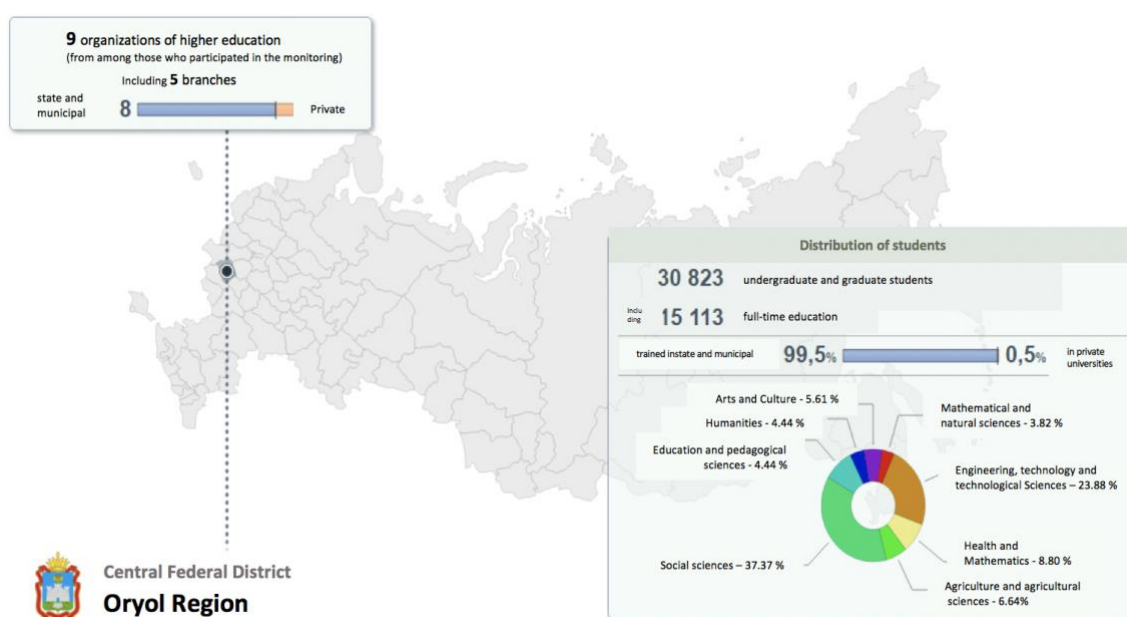 9 organizations of higher education
(from among those who participated in the monitoring)
Including 5 branches
state and
municipal
8
Private
Distribution of students
30 823 undergraduate and graduate students
Inclu
ding
15 113 full-time education
trained instate and municipal 99,5% 0,5%
in private
universities
Arts and Culture - 5.61 %
Humanities - 4.44 %
Education and pedagogical
sciences - 4.44 %
Mathematical and
natural sciences - 3.82 %
Engineering, technology and
technological Sciences – 23.88 %
Social sciences – 37.37 %
Health and
Mathematics - 8.80 %
Agriculture and agricultural
sciences - 6.64%
Central Federal District
Oryol Region